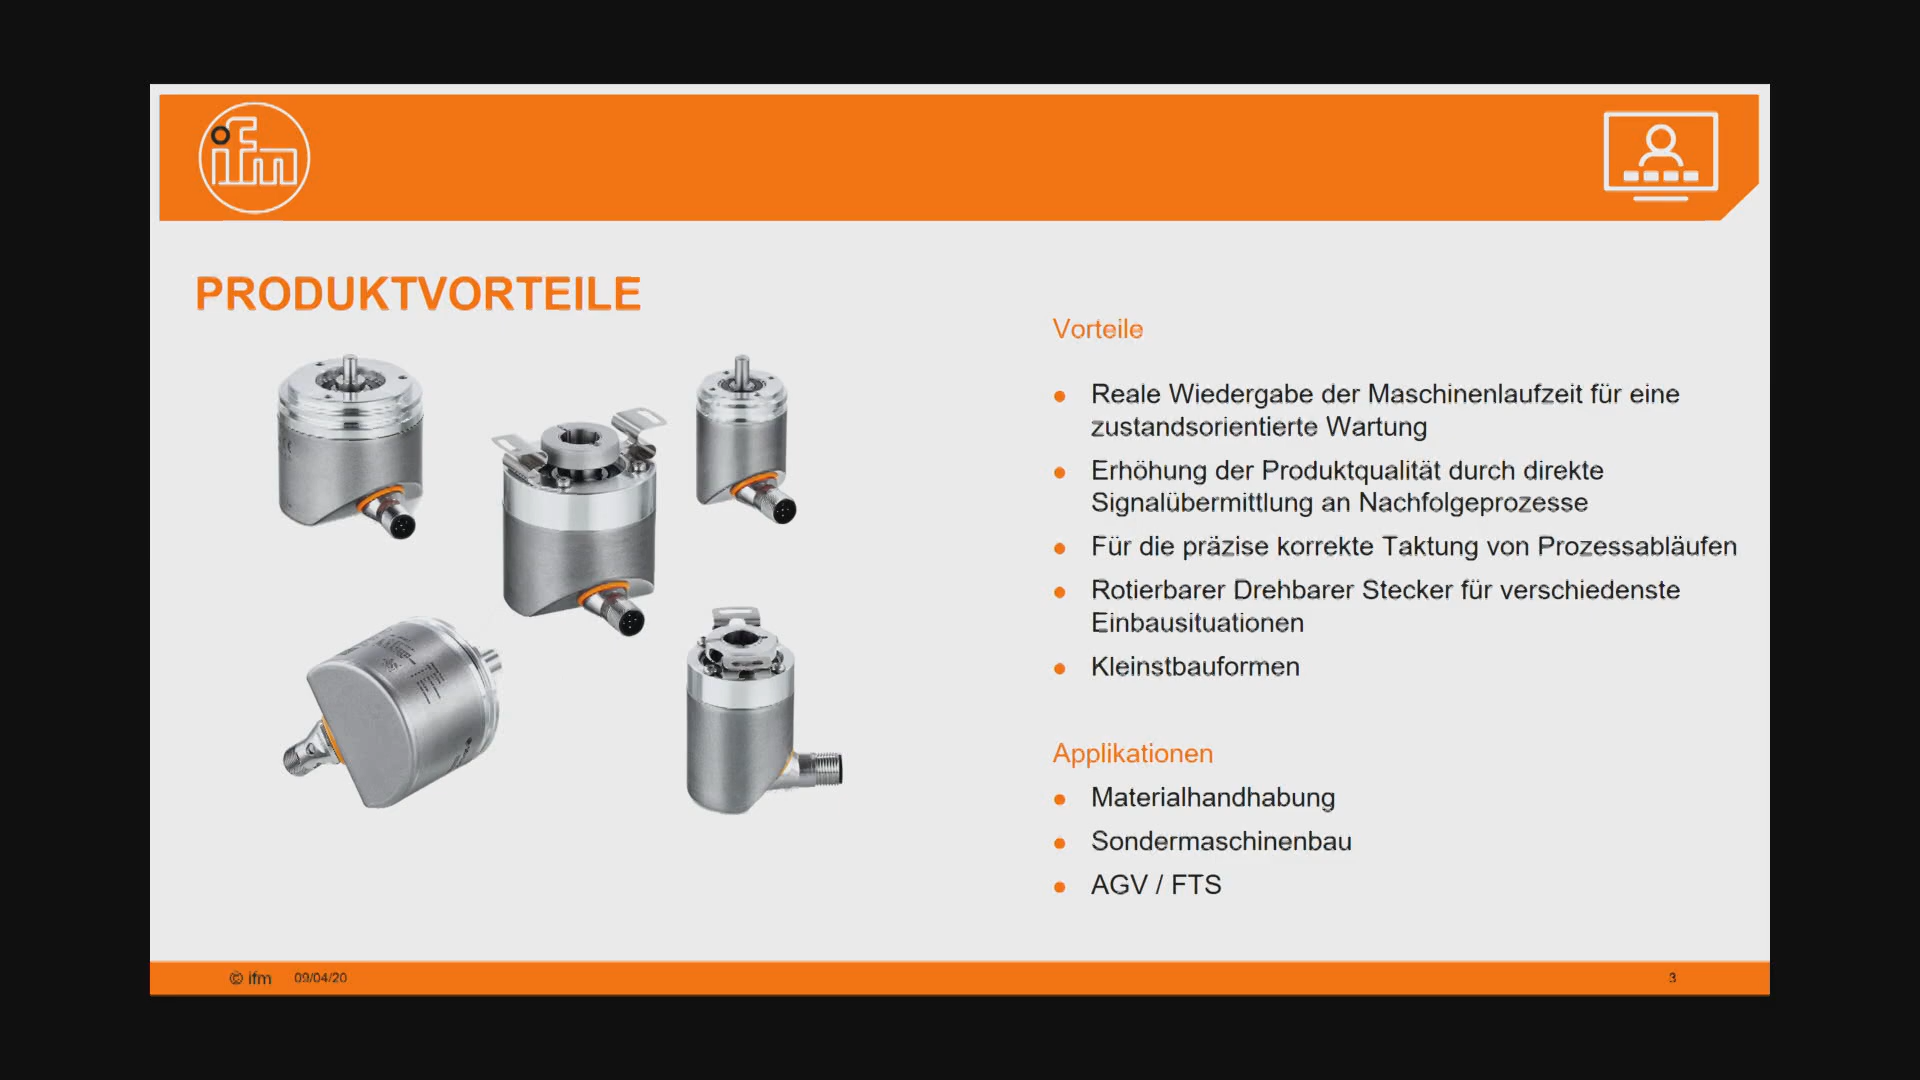 ifm
PRODUKTVORTEILE
Vorteile
Reale Wiedergabe der Maschinenlaufzeit für eine
zustandsorientierte Wartung
Erhöhung der Produktqualität durch direkte
Signalübermittlung an Nachfolgeprozesse
Für die präzise korrekte Taktung von Prozessabläufen
Rotierbarer Drehbarer Stecker für verschiedenste
Einbausituationen
Kleinstbauformen
Applikationen
Materialhandhabung
Sondermaschinenbau
AGV / FTS
© ifm 09/04/20 3